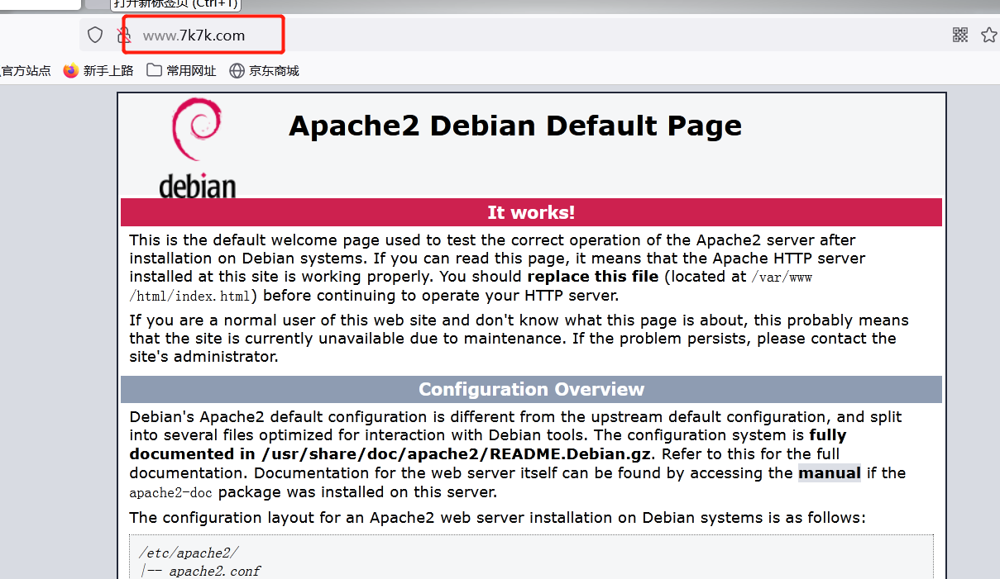 打开新标签页 (Ctrl+T)
www.7k7k.com
官方站点 新手上路 常用网址 京东商城
debian
Apache2 Debian Default Page
It works!
This is the default welcome page used to test the correct operation of the Apache2 server after
installation on Debian systems. If you can read this page, it means that the Apache HTTP server
installed at this site is working properly. You should replace this file (located at /var/www
/html/index.html) before continuing to operate your HTTP server.
If you are a normal user of this web site and don't know what this page is about, this probably means
that the site is currently unavailable due to maintenance. If the problem persists, please contact the
site's administrator.
Configuration Overview
Debian's Apache2 default configuration is different from the upstream default configuration, and split
into several files optimized for interaction with Debian tools. The configuration system is fully
documented in /usr/share/doc/apache2/README.Debian.gz. Refer to this for the full
documentation. Documentation for the web server itself can be found by accessing the manual if the
apache2-doc package was installed on this server.
The configuration layout for an Apache2 web server installation on Debian systems is as follows:
/etc/apache2/
|-- apache2.conf